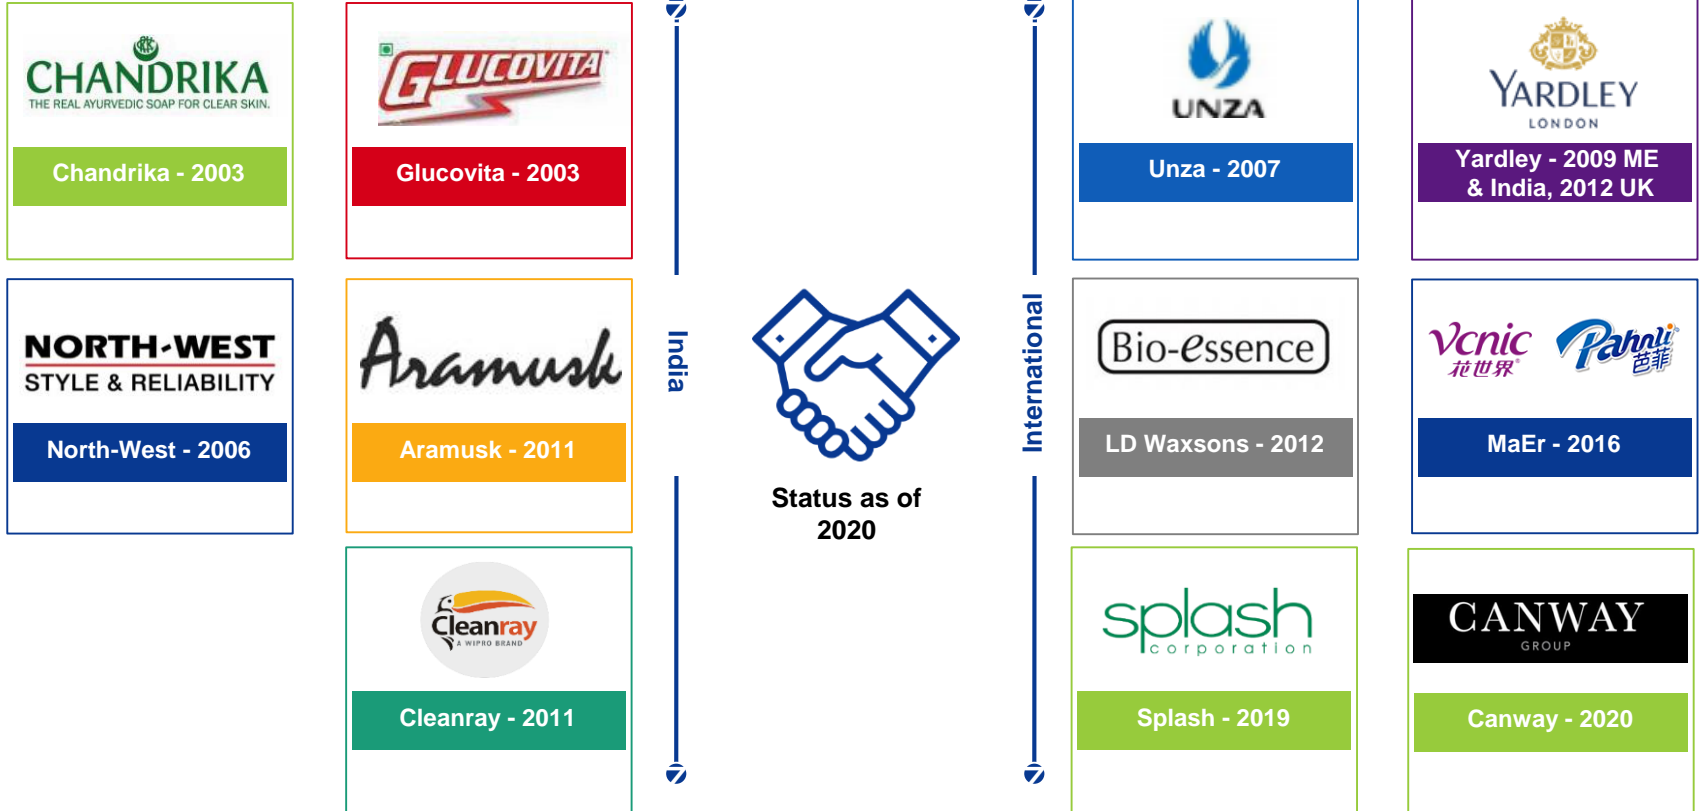 CHANDRIKA
THE REAL AYURVEDIC SOAP FOR CLEAR SKIN.
Chandrika - 2003
GLUCOVITA
Glucovita - 2003
NORTH-WEST
STYLE & RELIABILITY
North-West - 2006
Aramusk
Aramusk - 2011
Cleanray
A WIPRO BRAND
Cleanray - 2011
India
Status as of
2020
International
UNZA
Unza - 2007
YARDLEY
LONDON
Yardley - 2009 ME
& India, 2012 UK
Bio-essence
LD Waxsons - 2012
Vcnic
花世界
Pahnli
芭菲
MaEr - 2016
splash
corporation
Splash - 2019
CANWAY
GROUP
Canway - 2020